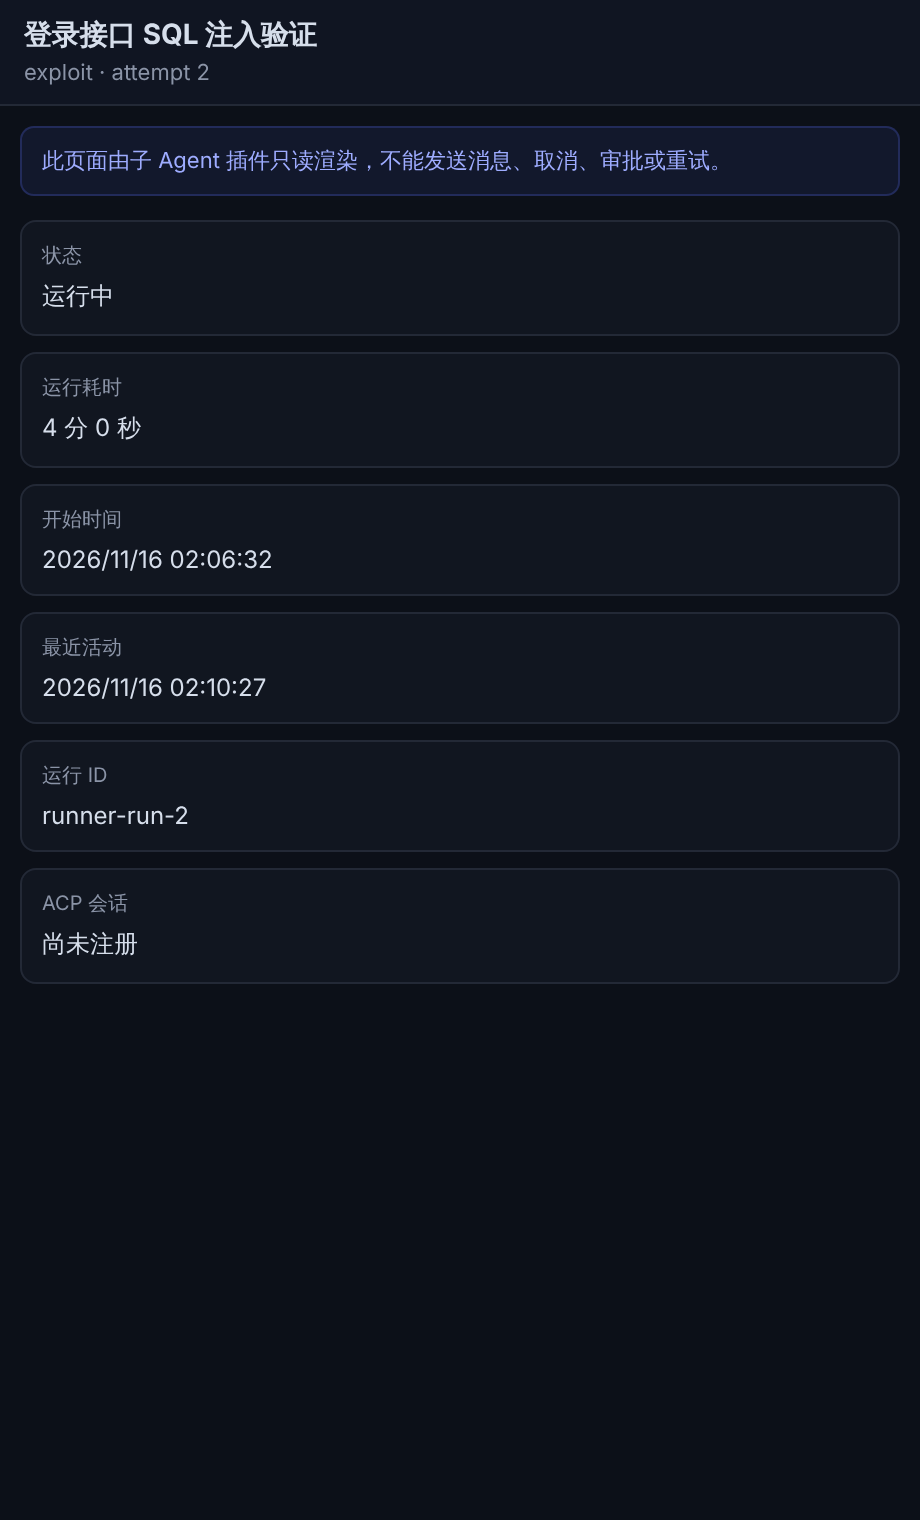 登录接口 SQL 注入验证
exploit · attempt 2
此页面由子 Agent 插件只读渲染，不能发送消息、取消、审批或重试。
状态
运行中
运行耗时
4 分 0 秒
开始时间
2026/11/16 02:06:32
最近活动
2026/11/16 02:10:27
运行 ID
runner-run-2
ACP 会话
尚未注册